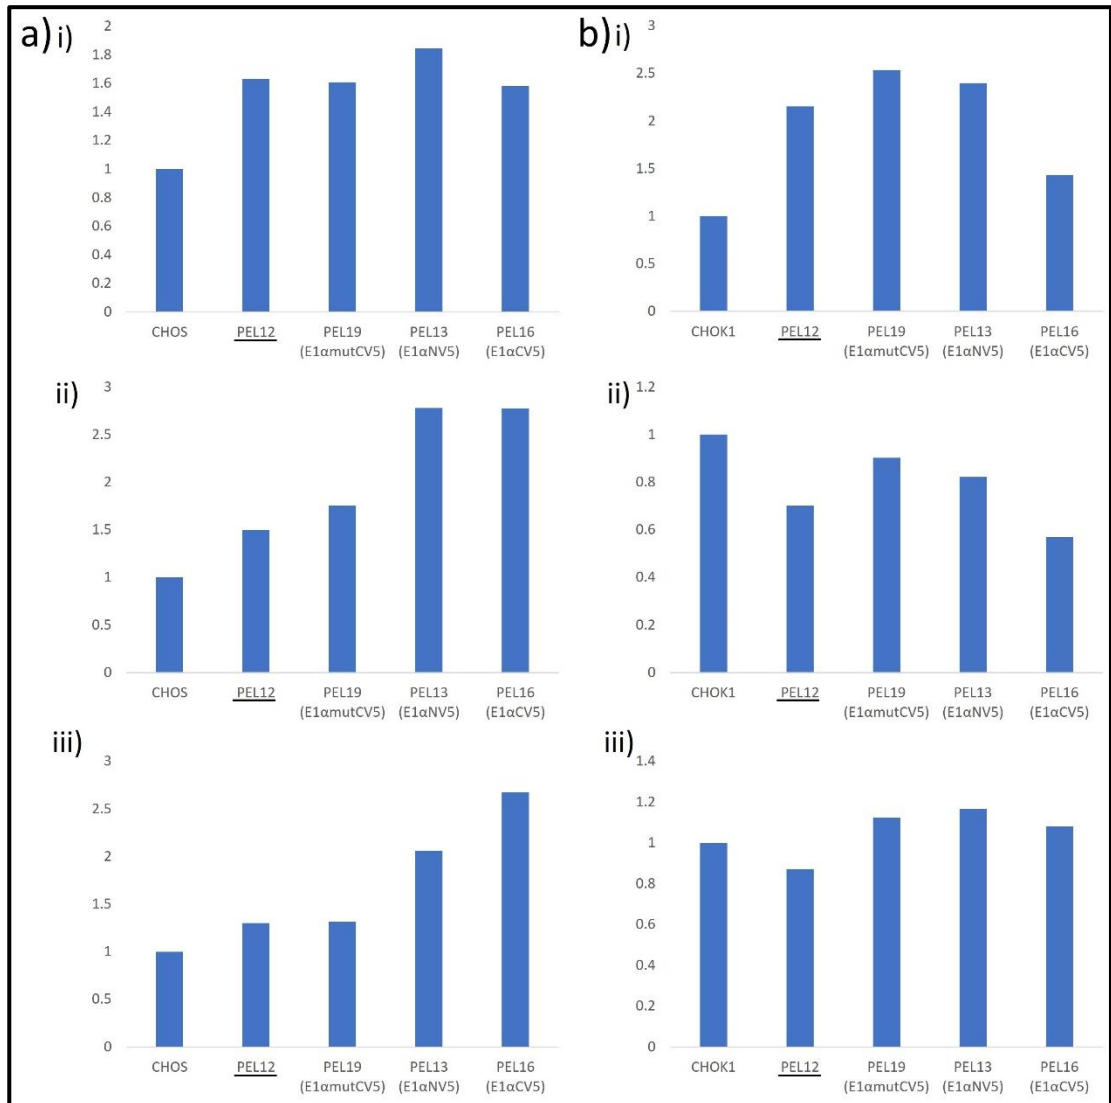 a) i)
2
1.8
1.6
1.4
1.2
1
0.8
0.6
0.4
0.2
0
CHOS PEL12 PEL19 PEL13 PEL16
(E1αmutCV5) (E1αNV5) (E1αCV5)
b) i)
3
2.5
2
1.5
1
0.5
0
CHOK1 PEL12 PEL19 PEL13 PEL16
(E1αmutCV5) (E1αNV5) (E1αCV5)
ii)
3
2.5
2
1.5
1
0.5
0
CHOS PEL12 PEL19 PEL13 PEL16
(E1αmutCV5) (E1αNV5) (E1αCV5)
ii)
1.2
1
0.8
0.6
0.4
0.2
0
CHOK1 PEL12 PEL19 PEL13 PEL16
(E1αmutCV5) (E1αNV5) (E1αCV5)
iii)
3
2.5
2
1.5
1
0.5
0
CHOS PEL12 PEL19 PEL13 PEL16
(E1αmutCV5) (E1αNV5) (E1αCV5)
iii)
1.4
1.2
1
0.8
0.6
0.4
0.2
0
CHOK1 PEL12 PEL19 PEL13 PEL16
(E1αmutCV5) (E1αNV5) (E1αCV5)